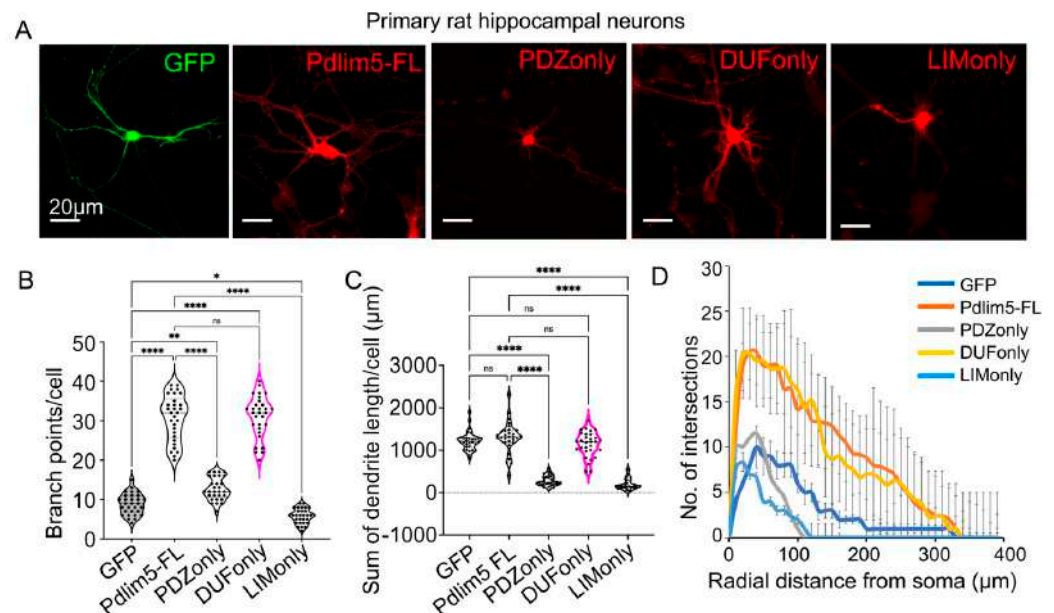 Primary rat hippocampal neurons
A
GFP
Pdlim5-FL
PDZonly
DUFonly
LIMonly
20µm
B
*
****
****
ns
**
****
****
50
40
30
20
10
0
Branch points/cell
GFP
Pdlim5-FL
PDZonly
DUFonly
LIMonly
C
****
****
ns
ns
****
ns
****
3000
2000
1000
0
-1000
Sum of dendrite length/cell (µm)
GFP
Pdlim5 FL
PDZonly
DUFonly
LIMonly
D
30
25
20
15
10
5
0
No. of intersections
GFP
Pdlim5-FL
PDZonly
DUFonly
LIMonly
0 100 200 300 400
Radial distance from soma (µm)